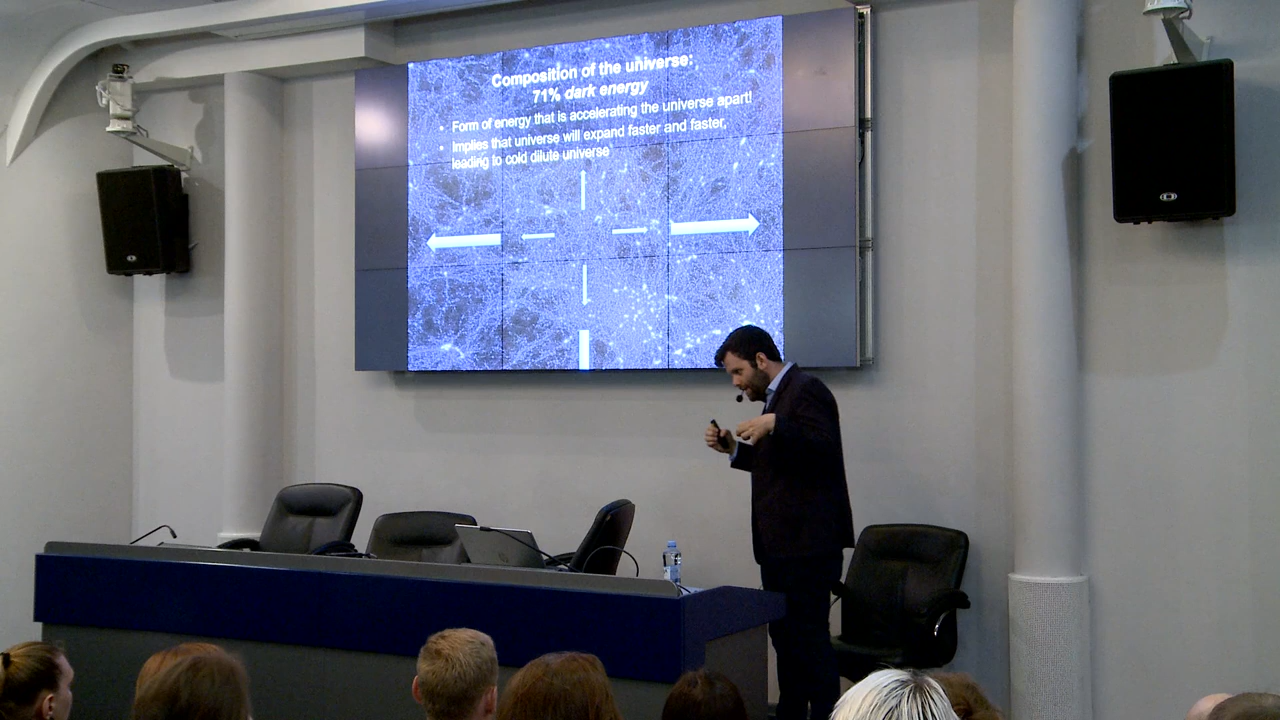 Composition of the universe:
71% dark energy
• Form of energy that is accelerating the universe apart!
• Implies that universe will expand faster and faster,
leading to cold dilute universe